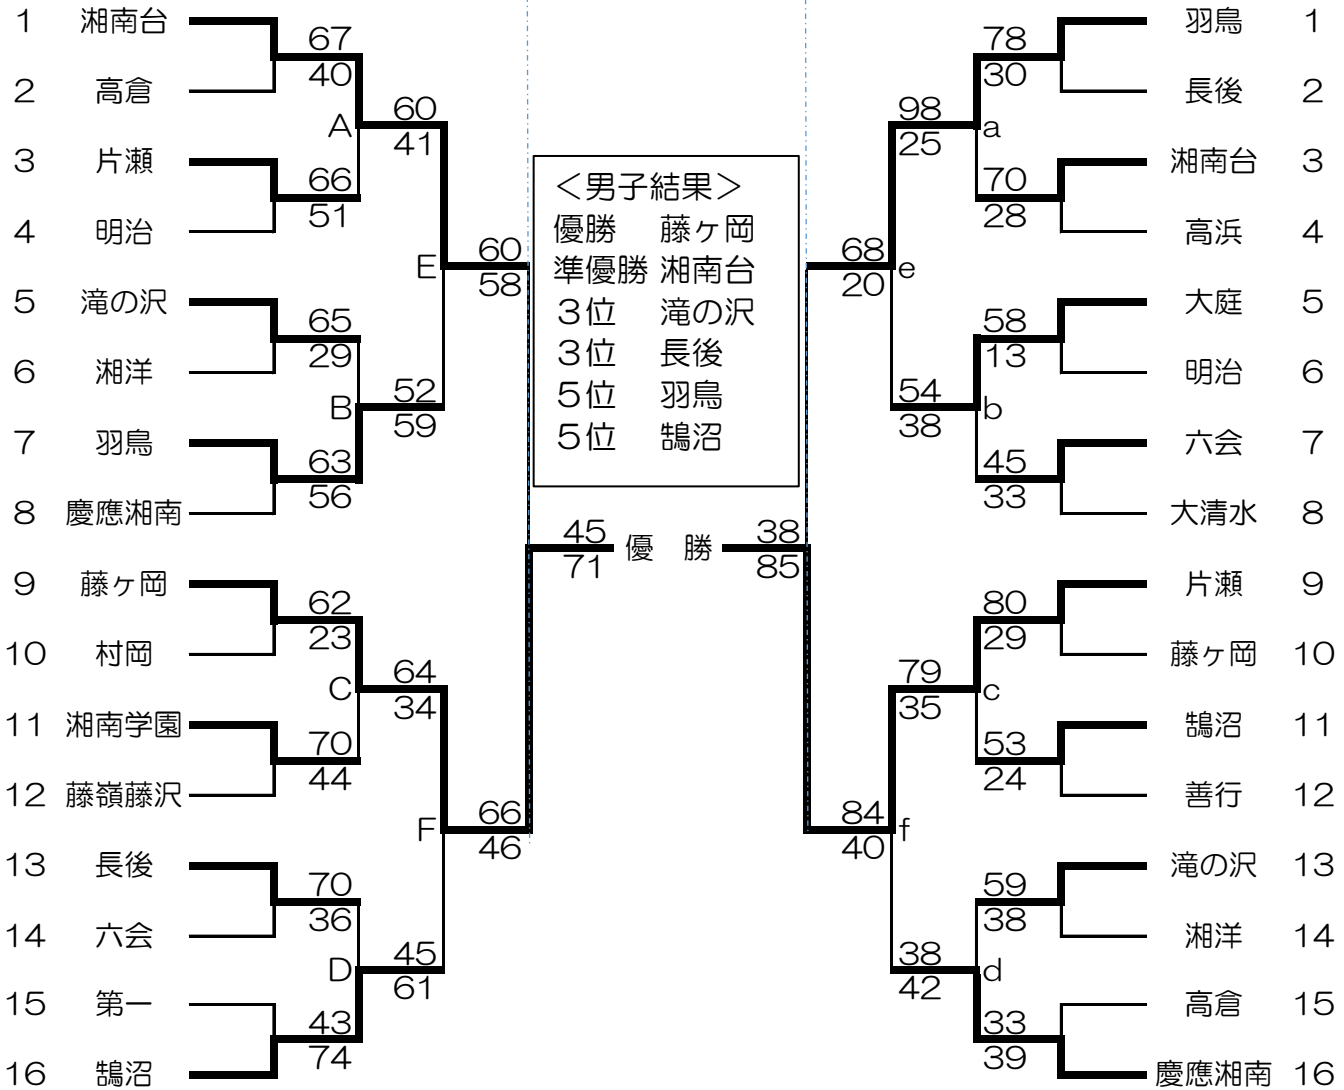 1 湘南台
67
40
2 高倉
A
60
41
3 片瀬
66
51
4 明治
E
60
58
5 滝の沢
65
29
6 湘洋
B
52
59
7 羽鳥
63
56
8 慶應湘南
45
71
9 藤ヶ岡
62
23
10 村岡
C
64
34
11 湘南学園
70
44
12 藤嶺藤沢
F
66
46
13 長後
70
36
14 六会
D
45
61
15 第一
43
74
16 鵠沼
<男子結果>
優勝 藤ヶ岡
準優勝 湘南台
3位 滝の沢
3位 長後
5位 羽鳥
5位 鵠沼
優 勝
羽鳥 1
78
30
長後 2
98
25
a
湘南台 3
70
28
高浜 4
68
20
e
大庭 5
58
13
明治 6
54
38
b
六会 7
45
33
大清水 8
38
85
片瀬 9
80
29
藤ヶ岡 10
79
35
c
鵠沼 11
53
24
善行 12
84
40
f
滝の沢 13
59
38
湘洋 14
38
42
d
高倉 15
33
39
慶應湘南 16